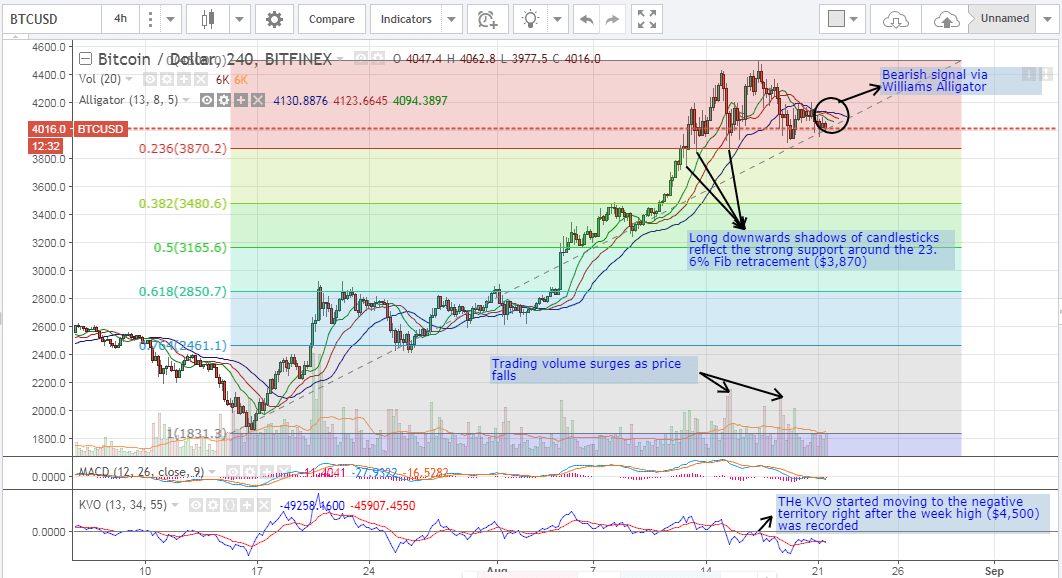 BTCUSD 4h Compare Indicators Unnamed
4600.0
Bitcoin / Dollar, 240, BITFINEX O 4047.4 H 4062.8 L 3977.5 C 4016.0
Vol (20) 6K 6K
4400.0
Bearish signal via
Williams Alligator
Alligator (13, 8, 5) 4130.8876 4123.6645 4094.3897
4200.0
4016.0 BTCUSD
12:32
0.236(3870.2)
3800.0
3600.0
0.382(3480.6)
3400.0
Long downwards shadows of candlesticks
reflect the strong support around the 23.
6% Fib retracement ($3,870)
3200.0
0.5(3165.6)
3000.0
0.618(2850.7)
2800.0
2600.0
0.764(2461.1)
2400.0
Trading volume surges as price
falls
2200.0
2000.0
1(1831.3)
1800.0
MACD (12, 26, close, 9) -11.4041 -27.9322 -16.5282
0.0000
KVO (13, 34, 55) -49258.1600 -45907.4550
THe KVO started moving to the negative
territory right after the week high ($4,500)
was recorded
0.0000
10 17 24 Aug 7 14 21 26 Sep